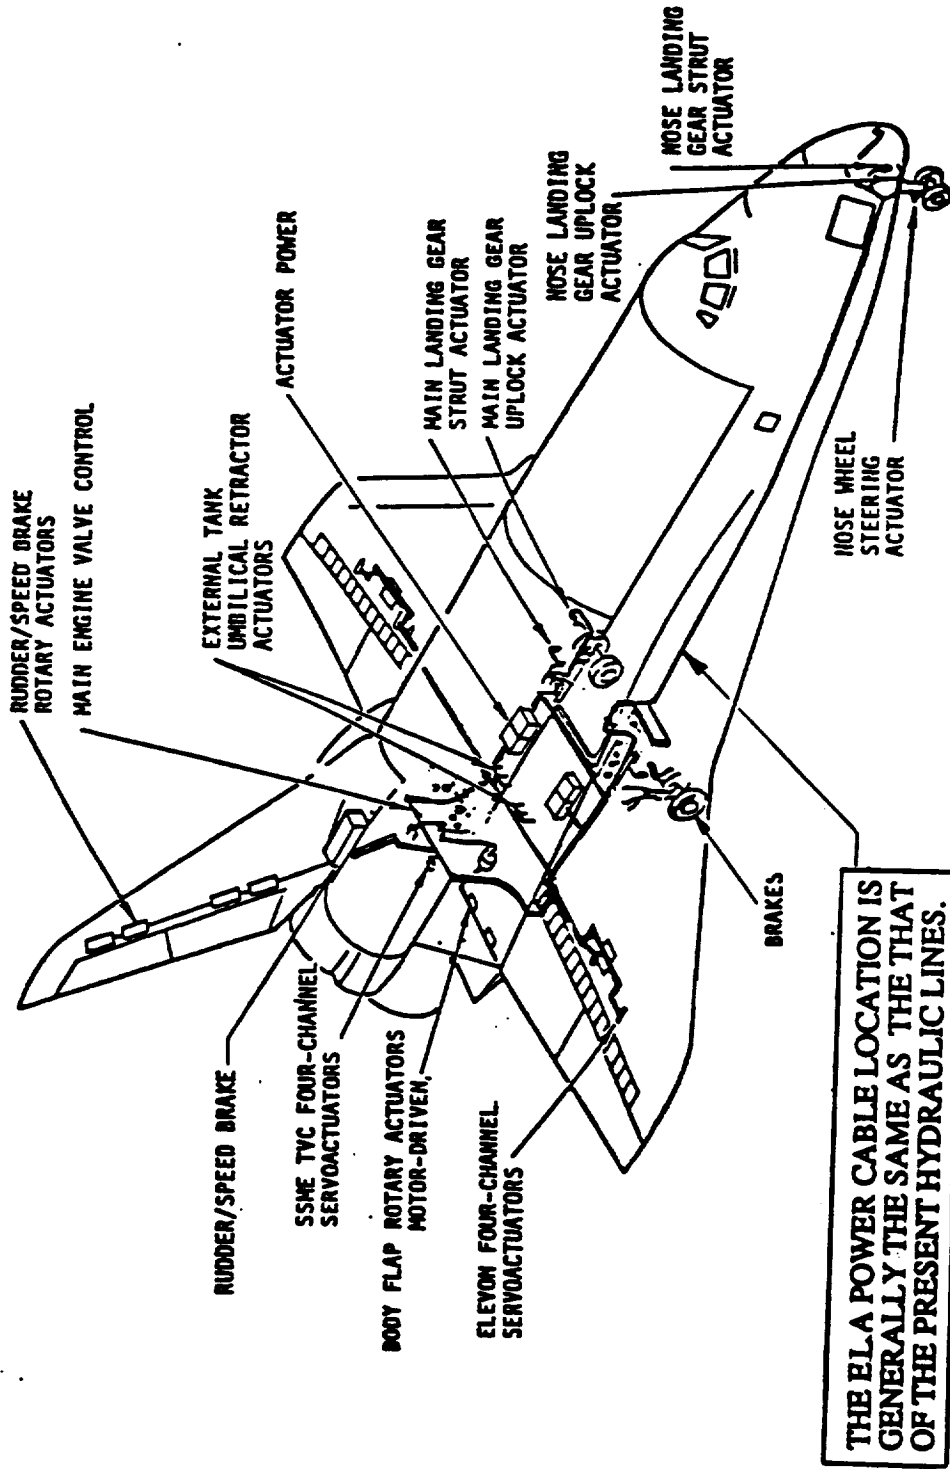 RUDDER/SPEED BRAKE
ROTARY ACTUATORS
MAIN ENGINE VALVE CONTROL
EXTERNAL TANK
UMBILICAL RETRACTOR
ACTUATORS
ACTUATOR POWER
MAIN LANDING GEAR
STRUT ACTUATOR
MAIN LANDING GEAR
UPLOCK ACTUATOR
NOSE LANDING
GEAR UPLOCK
ACTUATOR
NOSE LANDING
GEAR STRUT
ACTUATOR
RUDDER/SPEED BRAKE
SSME TVC FOUR-CHANNEL
SERVOACTUATORS
BODY FLAP ROTARY ACTUATORS
MOTOR-DRIVEN,
ELEVON FOUR-CHANNEL
SERVOACTUATORS
BRAKES
NOSE WHEEL
STEERING
ACTUATOR
THE ELA POWER CABLE LOCATION IS
GENERALLY THE SAME AS THE THAT
OF THE PRESENT HYDRAULIC LINES.